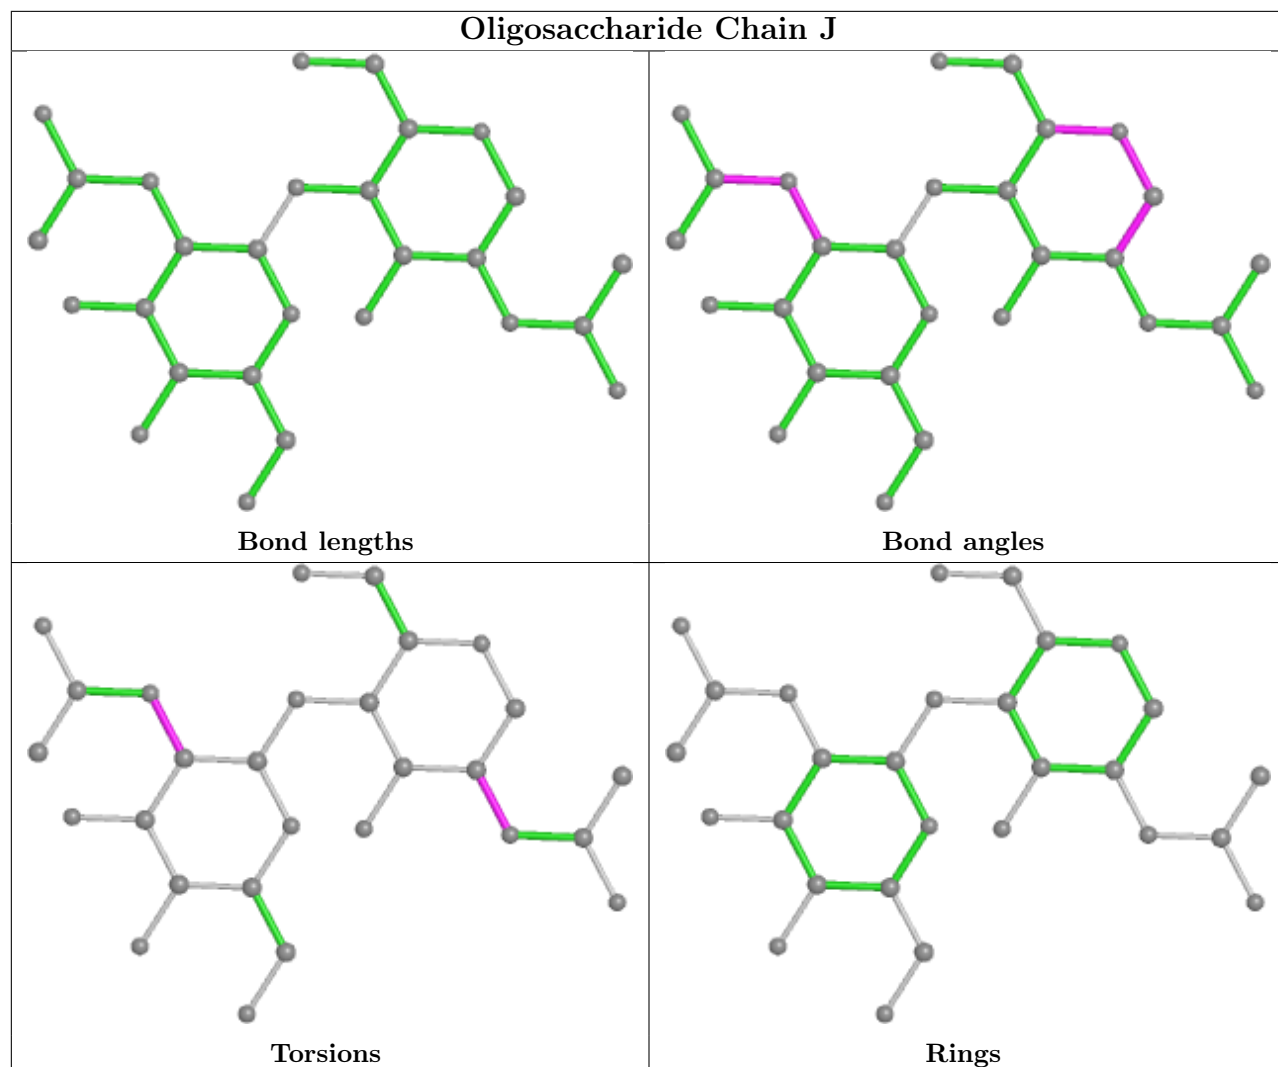 Oligosaccharide Chain J
Bond lengths
Bond angles
Torsions
Rings